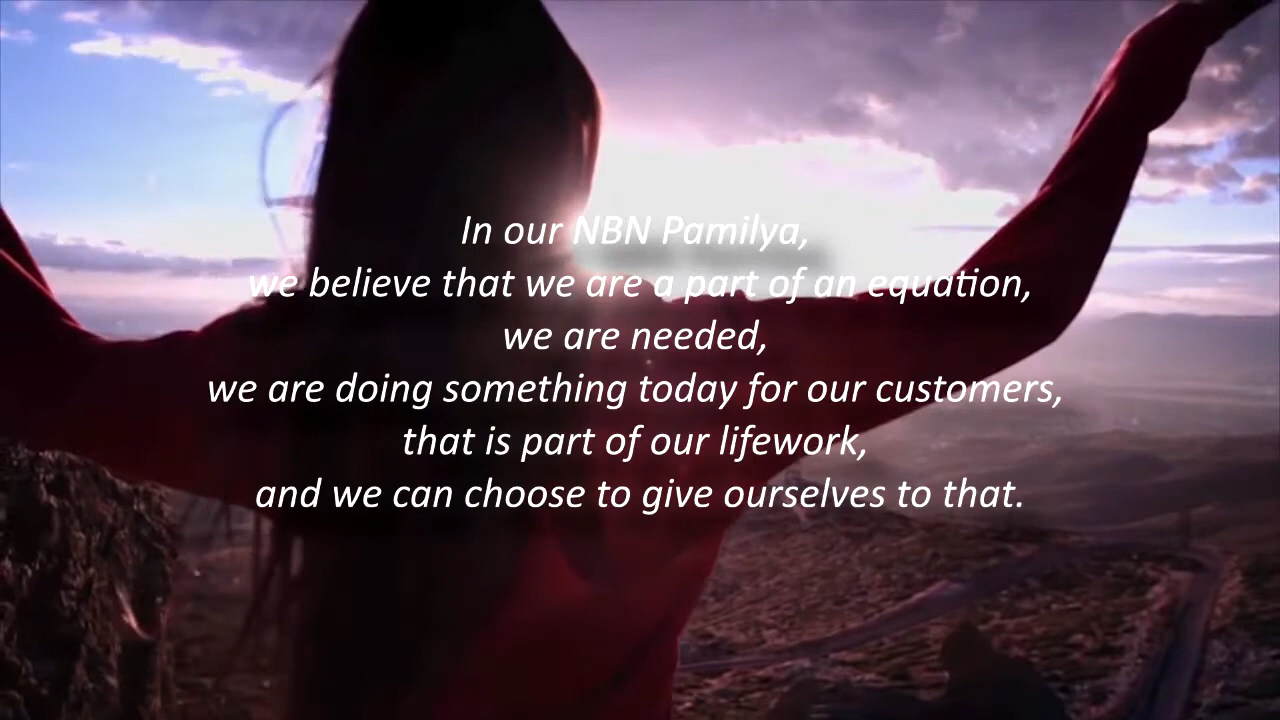 In our NBN Pamilya,
we believe that we are a part of an equation,
we are needed,
we are doing something today for our customers,
that is part of our lifework,
and we can choose to give ourselves to that.